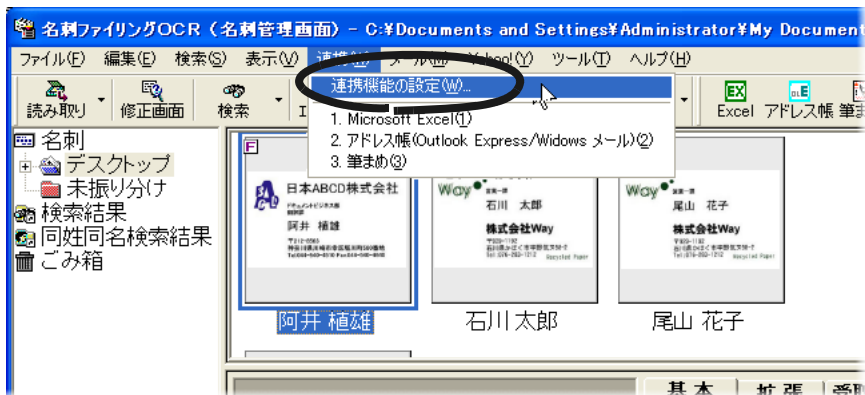 名刺ファイリングOCR（名刺管理画面） - C:¥Documents and Settings¥Administrator¥My Documen
ファイル(F) 編集(E) 検索(S) 表示(V) 連携(W) メール(M) Yahoo!(Y) ツール(T) ヘルプ(H)
連携機能の設定(W)...
1. Microsoft Excel(1)
2. アドレス帳(Outlook Express/Widows メール)(2)
3. 筆まめ(3)
読み取り 修正画面 検索 Excel アドレス帳 筆ま
名刺
デスクトップ
未振り分け
検索結果
同姓同名検索結果
ごみ箱
日本ABCD株式会社
阿井 植雄
Way
石川 太郎
株式会社Way
Recycled Paper
Way
尾山 花子
株式会社Way
Recycled Paper
阿井 植雄
石川 太郎
尾山 花子
基本 拡張 受取